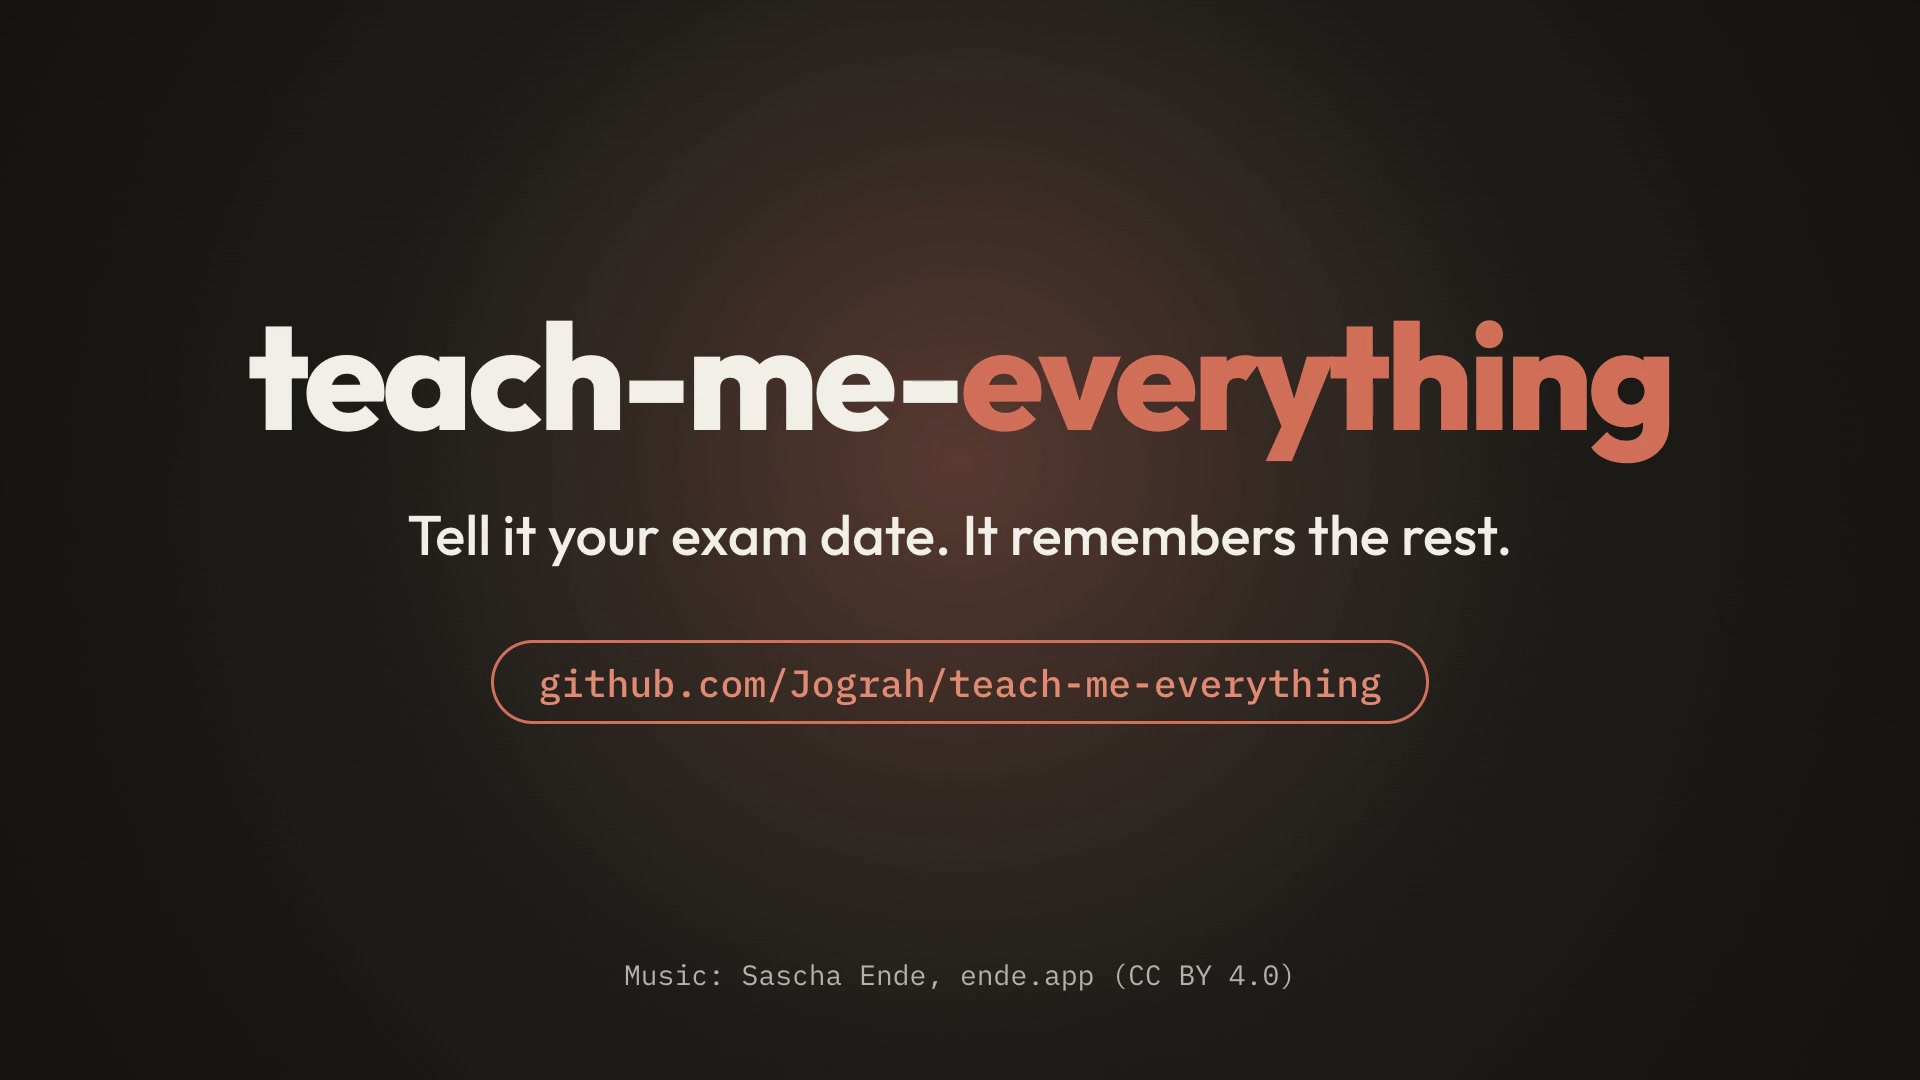 teach-me-everything
Tell it your exam date. It remembers the rest.
github.com/Jograh/teach-me-everything
Music: Sascha Ende, ende.app (CC BY 4.0)